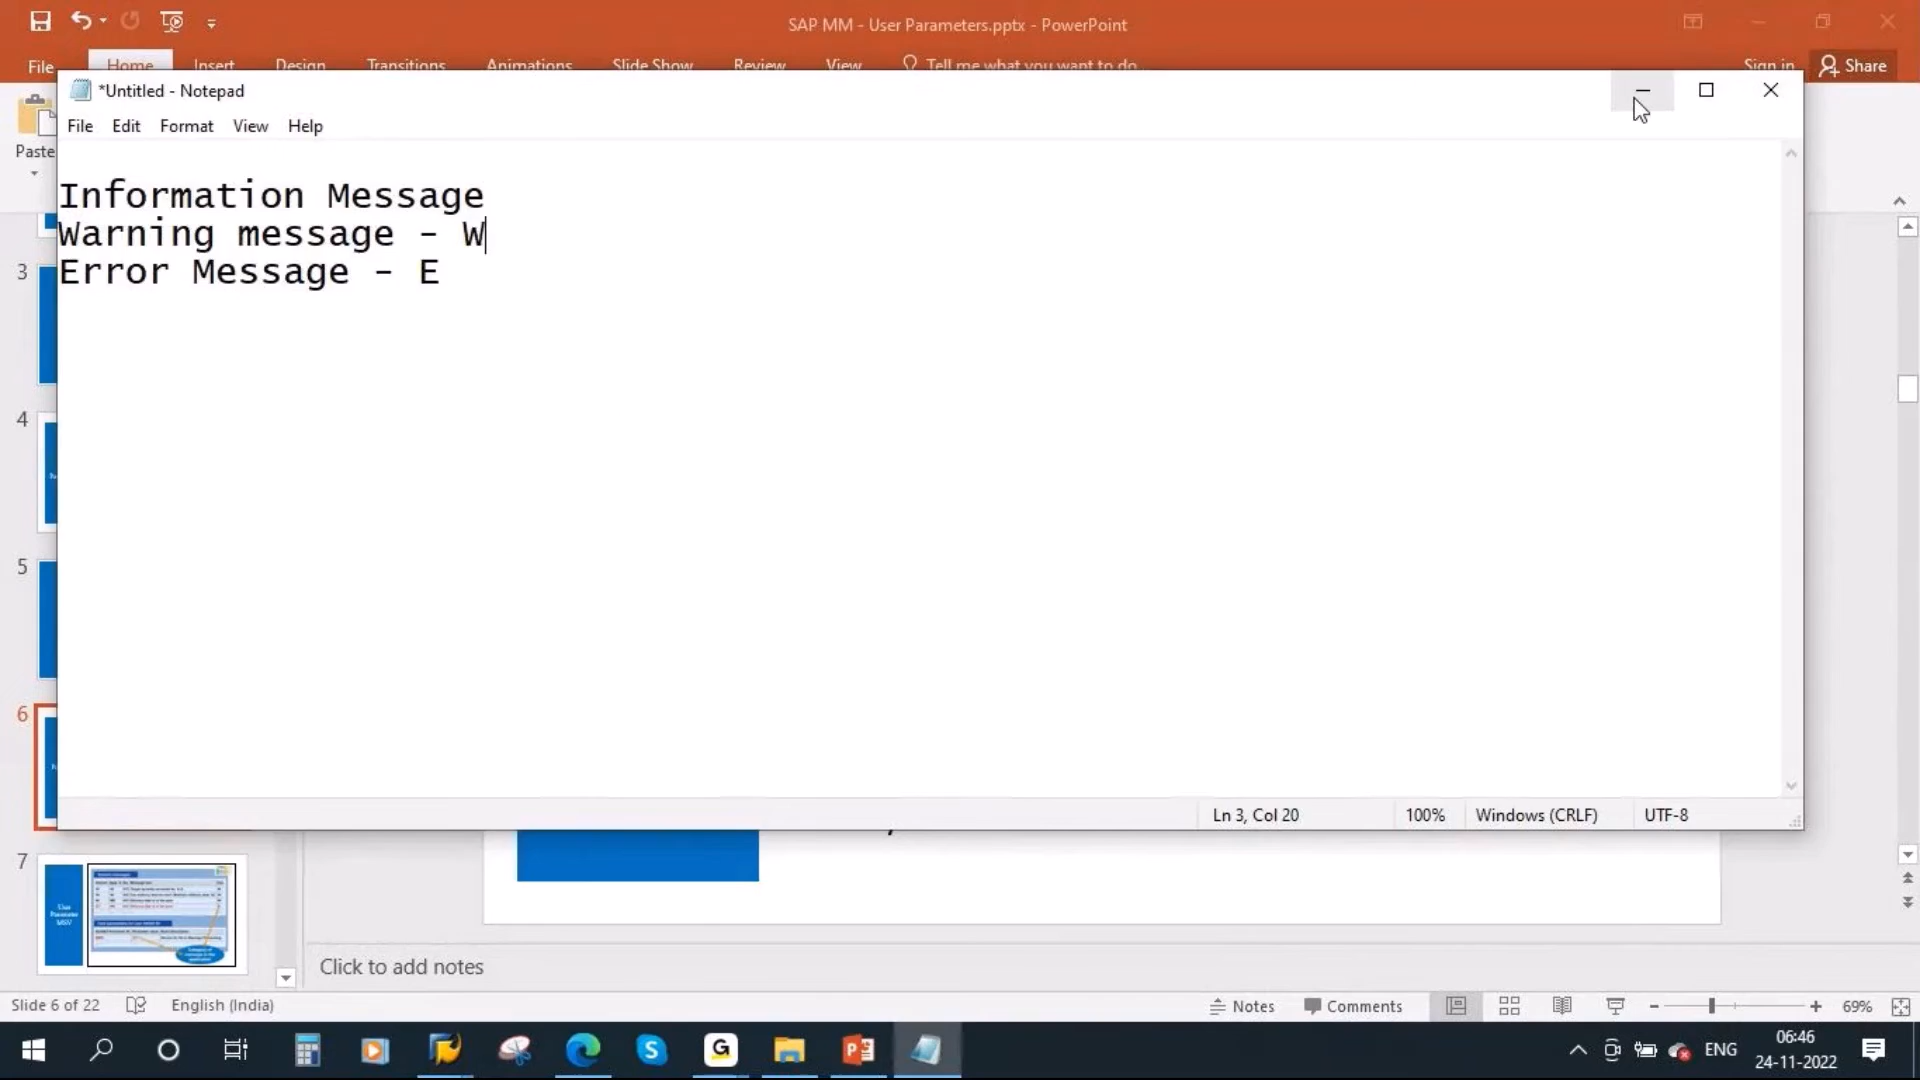 SAP MM - User Parameters.pptx - PowerPoint
File Home Insert Design Transitions Animations Slide Show Review View Tell me what you want to do... Sign in Share
*Untitled - Notepad
File Edit Format View Help
Paste
Information Message
Warning message - W
Error Message - E
3
4
5
6
7
User
Parameter
MSV
Ln 3, Col 20 100% Windows (CRLF) UTF-8
Click to add notes
Slide 6 of 22 English (India) Notes Comments 69%
ENG
06:46
24-11-2022